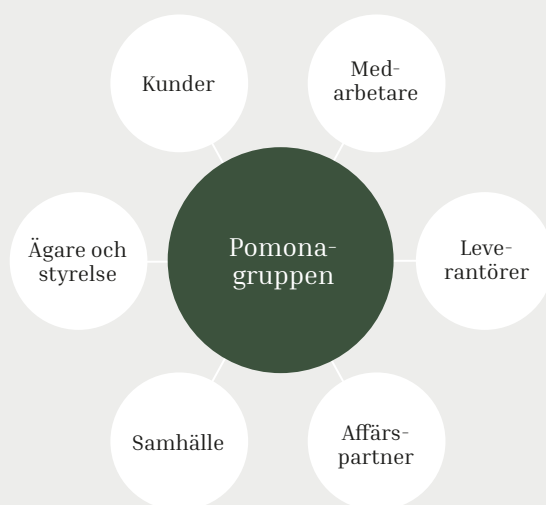 Kunder
Med-
arbetare
Ägare och
styrelse
Pomona-
gruppen
Leve-
rantörer
Samhälle
Affärs-
partner